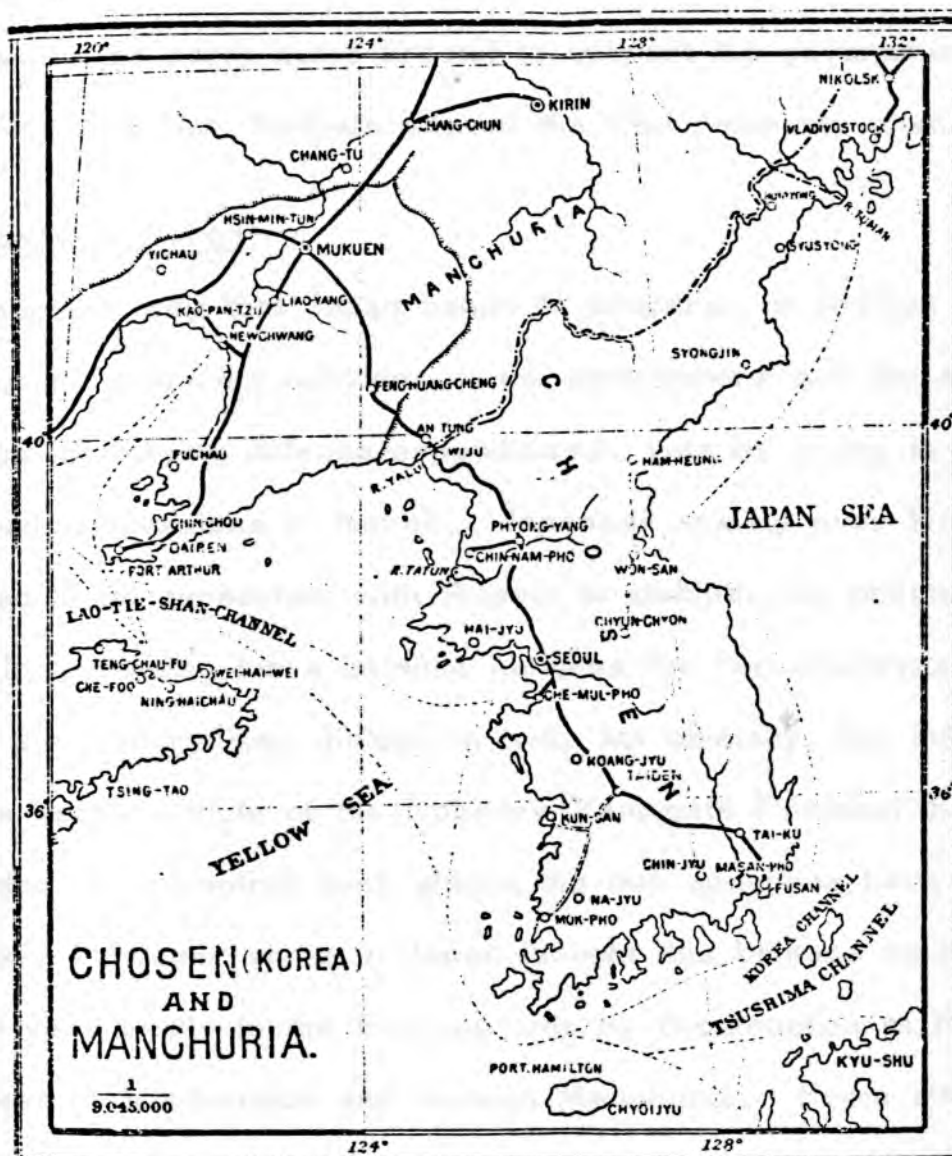 120°
124°
128°
132°
NIKOLSK
KIRIN
CHANG-CHUN
VLADIVOSTOCK
CHANG-TU
R. TUMAN
HSIN-MIN-TUN
MUKUEN
YICHAU
MANCHURIA
SYUSYONG
LIAO-YANG
KAO-PAN-TZU
NEWCHWANG
SYONGJIN
FENG-HUANG-CHENG
40
AN TUNG
40°
WIJU
FUCHAU
R. YALU
HAM-HEUNG
JAPAN SEA
CHIN-CHOU
PHYONG-YANG
DAIREN
CHIN-NAM-PHO
PORT ARTHUR
R. TATUNG
WON-SAN
LAO-TIE-SHAN-CHANNEL
CHYUN-CHYON
HAI-JYU
SEOUL
TENG-CHAU-FU
WEI-HAI-WEI
CHE-FOO
NING-HAICHAU
CHE-MUL-PHO
KOANG-JYU
TAIDEN
TSING-TAO
CHOSEN
36
KUN-SAN
36°
YELLOW SEA
TAI-KU
CHIN-JYU
MASAN-PHO
FUSAN
NA-JYU
MOK-PHO
KOREA CHANNEL
TSUSHIMA CHANNEL
CHOSEN (KOREA)
AND
MANCHURIA.
KYU-SHU
PORT. HAMILTON
1
9.045.000
CHYOIJYU
124°
128°